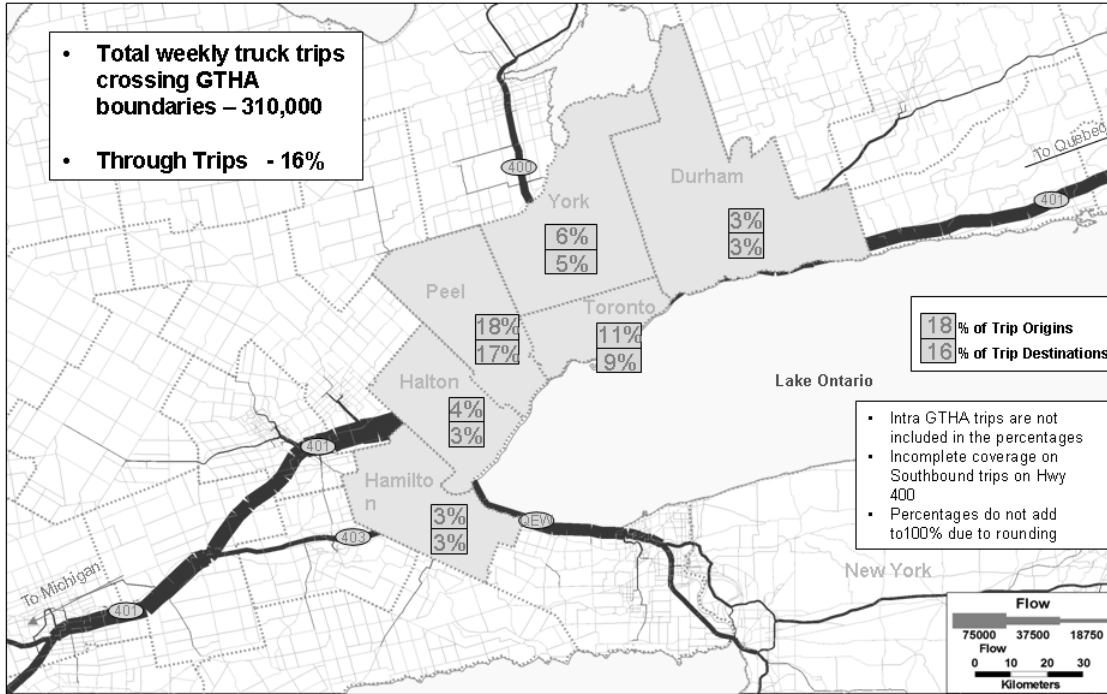 • Total weekly truck trips
crossing GTHA
boundaries – 310,000
• Through Trips - 16%
400
Durham
To Quebec
401
York
3%
3%
6%
5%
Peel
Toronto
18%
17%
11%
9%
18 % of Trip Origins
16 % of Trip Destinations
Halton
Lake Ontario
4%
3%
• Intra GTHA trips are not
included in the percentages
• Incomplete coverage on
Southbound trips on Hwy
400
• Percentages do not add
to100% due to rounding
401
Hamilto
n
3%
3%
QEW
403
New York
To Michigan
401
Flow
75000 37500 18750
Flow
0 10 20 30
Kilometers